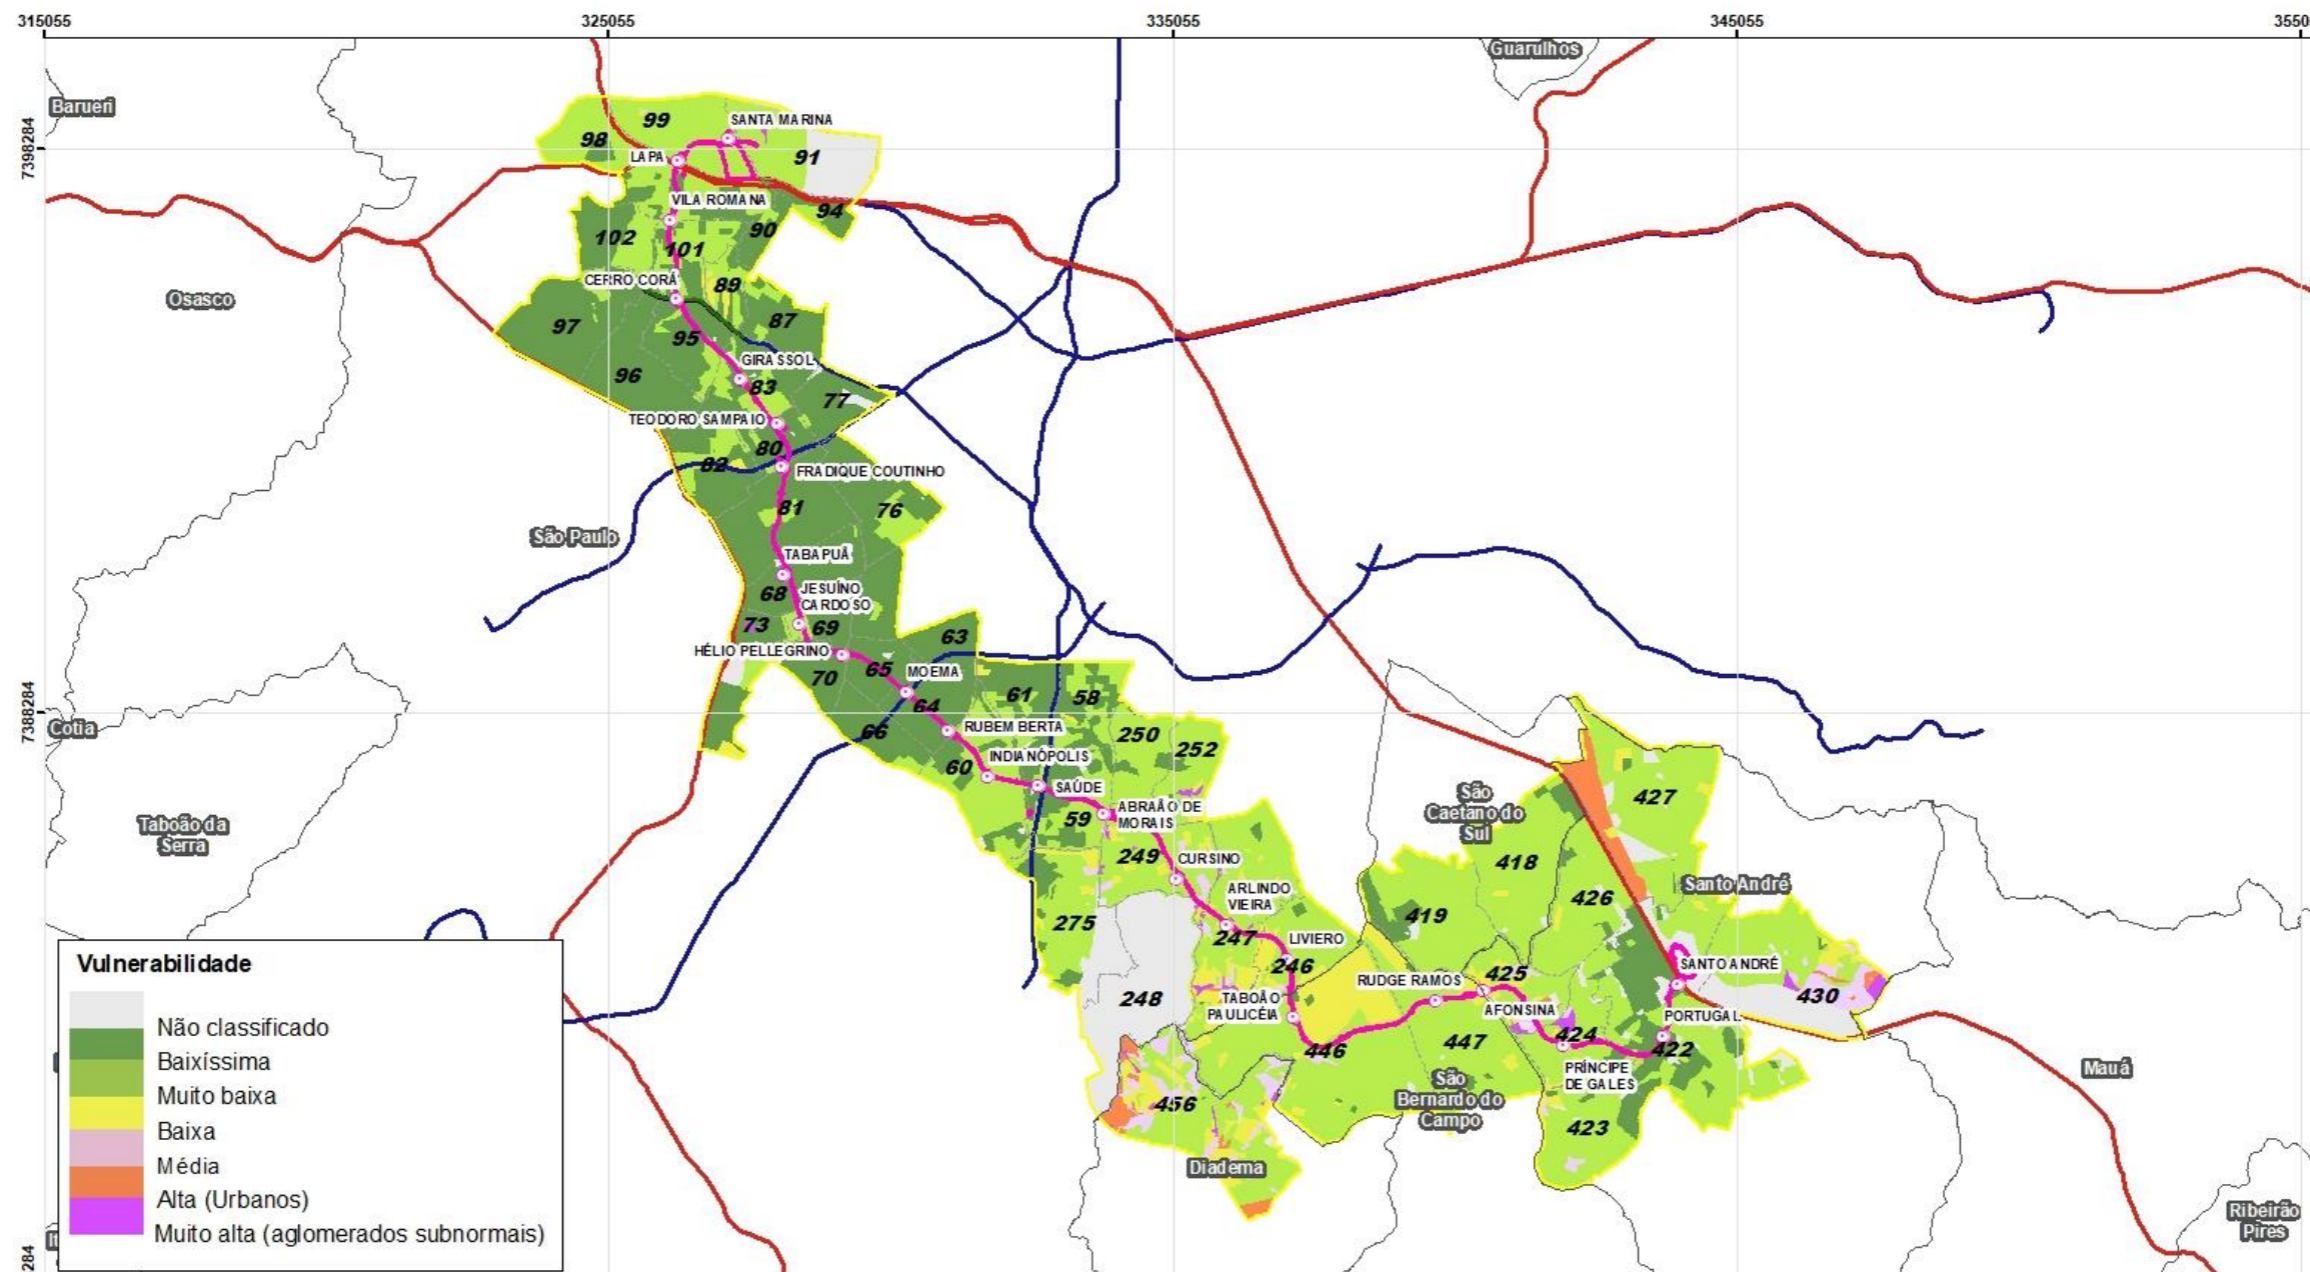 315055
325055
335055
345055
Guarulhos
Barueri
7398284
SANTA MARINA
99
98
LAPA
91
VILA ROMANA
94
90
102
101
CERRO CORÁ
89
Osasco
97
87
95
GIRASSOL
96
83
77
TEODORO SAMPAIO
80
82
FRADIQUE COUTINHO
81
76
São Paulo
TABAPUÃ
68
JESUÍNO
CARDOSO
73
69
63
HÉLIO PELLEGRINO
65
MOEMA
70
61
58
64
7388284
Cotia
66
RUBEM BERTA
250
252
INDIANÓPOLIS
60
SAÚDE
427
São
Caetano do
Sul
ABRAÃO DE
MORAIS
59
Taboão da
Serra
249
CURSINO
418
Santo André
ARLINDO
VIEIRA
426
419
275
247
LIVIERO
246
SANTO ANDRÉ
425
RUDGE RAMOS
248
TABOÃO
PAULICÉIA
430
AFONSINA
PORTUGAL
424
447
446
422
PRÍNCIPE
DE GALES
Mauá
São
Bernardo do
Campo
456
423
Diadema
Ribeirão
Pires
284
Vulnerabilidade
Não classificado
Baixíssima
Muito baixa
Baixa
Média
Alta (Urbanos)
Muito alta (aglomerados subnormais)